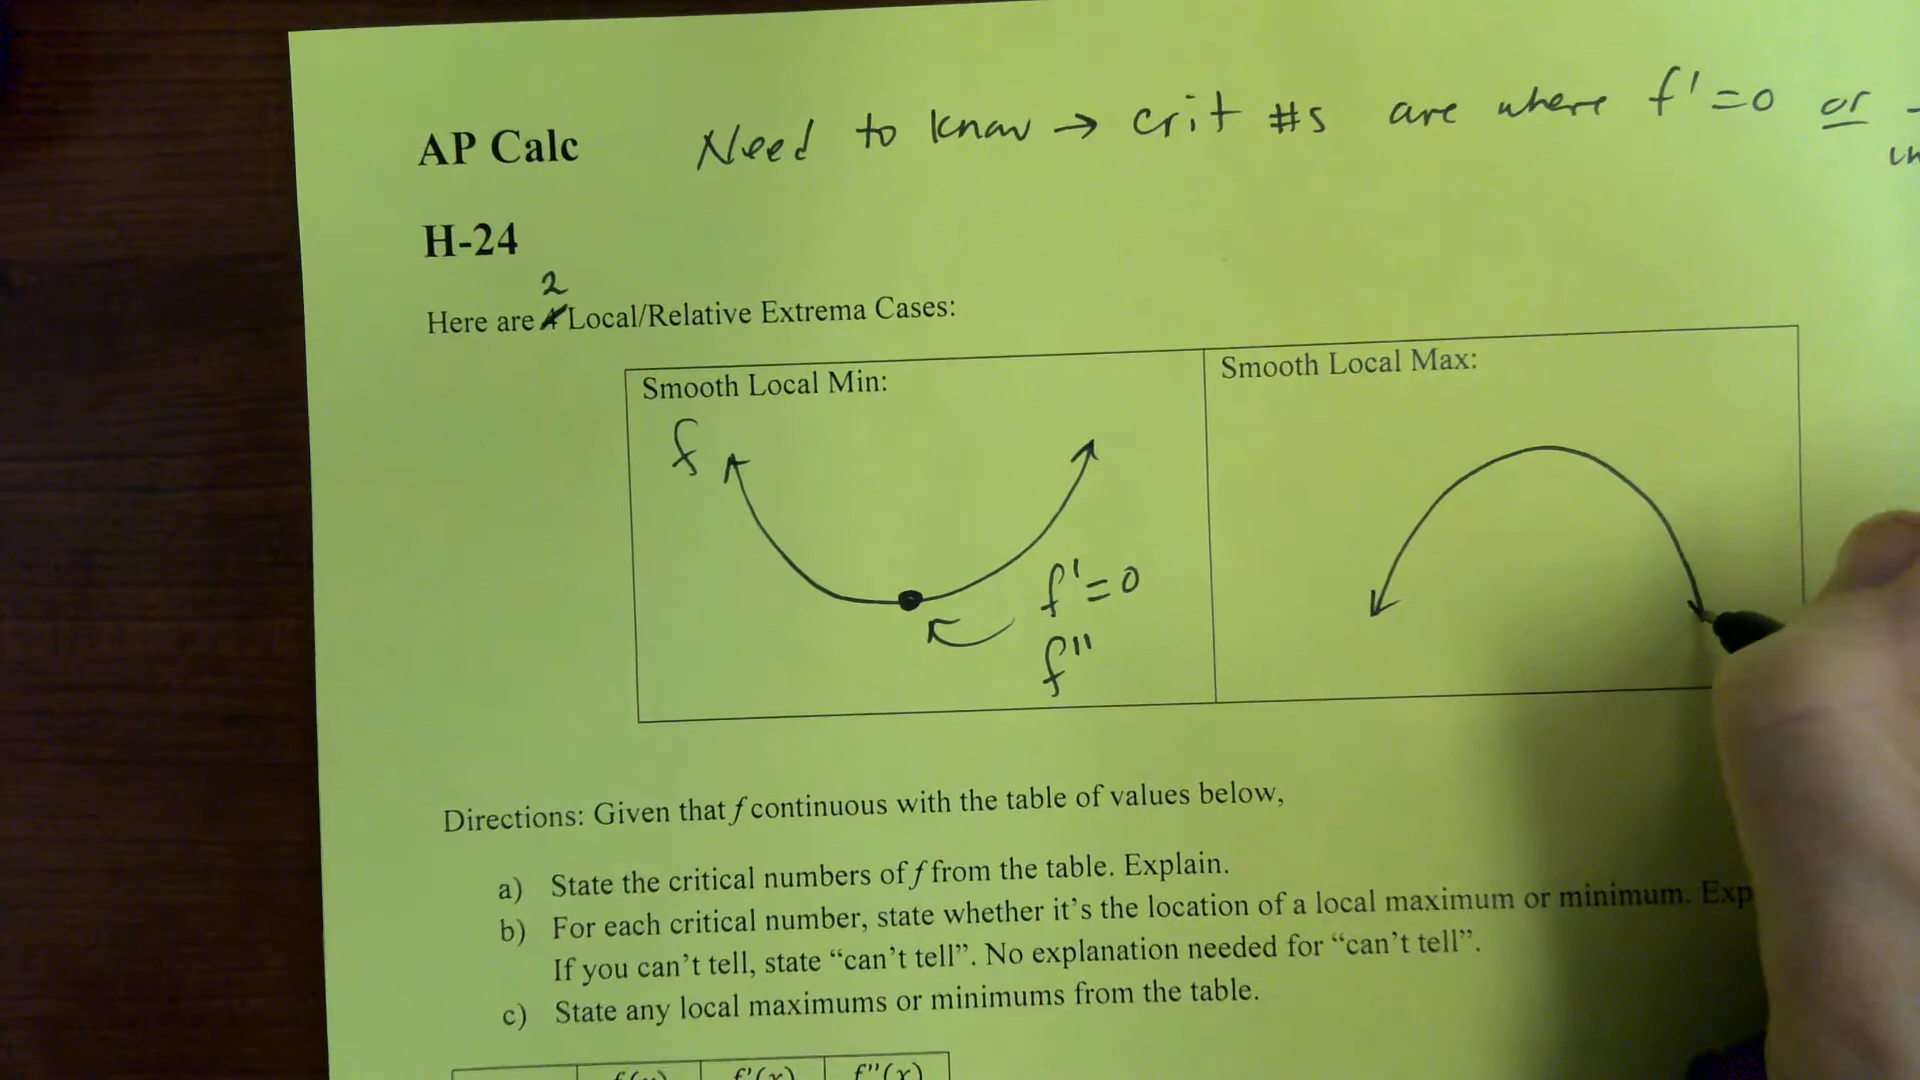 AP Calc Need to know → crit #s are where f'=0 or
H-24
2
Here are Local/Relative Extrema Cases:
Smooth Local Min:
Smooth Local Max:
f
f'=0
f"
Directions: Given that f continuous with the table of values below,
a) State the critical numbers of f from the table. Explain.
b) For each critical number, state whether it's the location of a local maximum or minimum. Exp
If you can't tell, state “can't tell”. No explanation needed for “can't tell”.
c) State any local maximums or minimums from the table.
f(x) f'(x) f"(x)